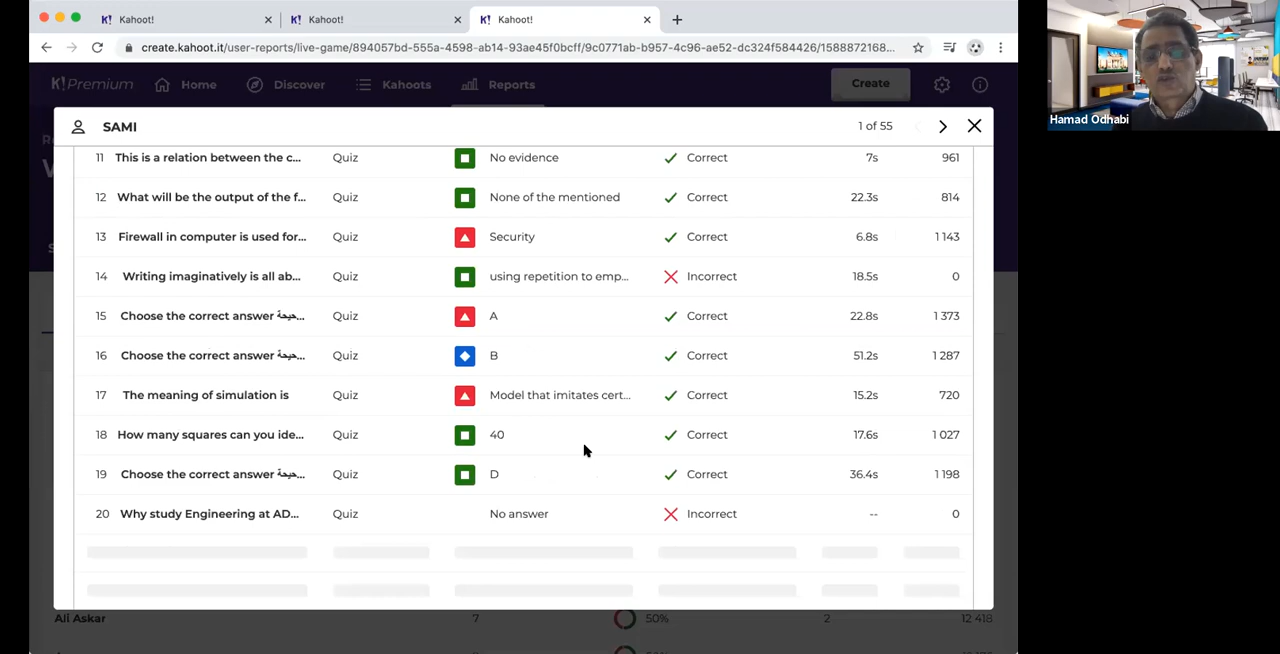 Kahoot!
Kahoot!
Kahoot!
create.kahoot.it/user-reports/live-game/894057bd-555a-4598-ab14-93ae45f0bcff/9c0771ab-b957-4c96-ae52-dc324f584426/1588872168...
K!Premium Home Discover Kahoots Reports Create
Hamad Odhabi
SAMI 1 of 55
11 This is a relation between the c... Quiz No evidence Correct 7s 961
12 What will be the output of the f... Quiz None of the mentioned Correct 22.3s 814
13 Firewall in computer is used for... Quiz Security Correct 6.8s 1 143
14 Writing imaginatively is all ab... Quiz using repetition to emp... Incorrect 18.5s 0
15 Choose the correct answer حيحة... Quiz A Correct 22.8s 1 373
16 Choose the correct answer حيحة... Quiz B Correct 51.2s 1 287
17 The meaning of simulation is Quiz Model that imitates cert... Correct 15.2s 720
18 How many squares can you ide... Quiz 40 Correct 17.6s 1 027
19 Choose the correct answer حيحة... Quiz D Correct 36.4s 1 198
20 Why study Engineering at AD... Quiz No answer Incorrect -- 0
Ali Askar 7 50% 2 12 418